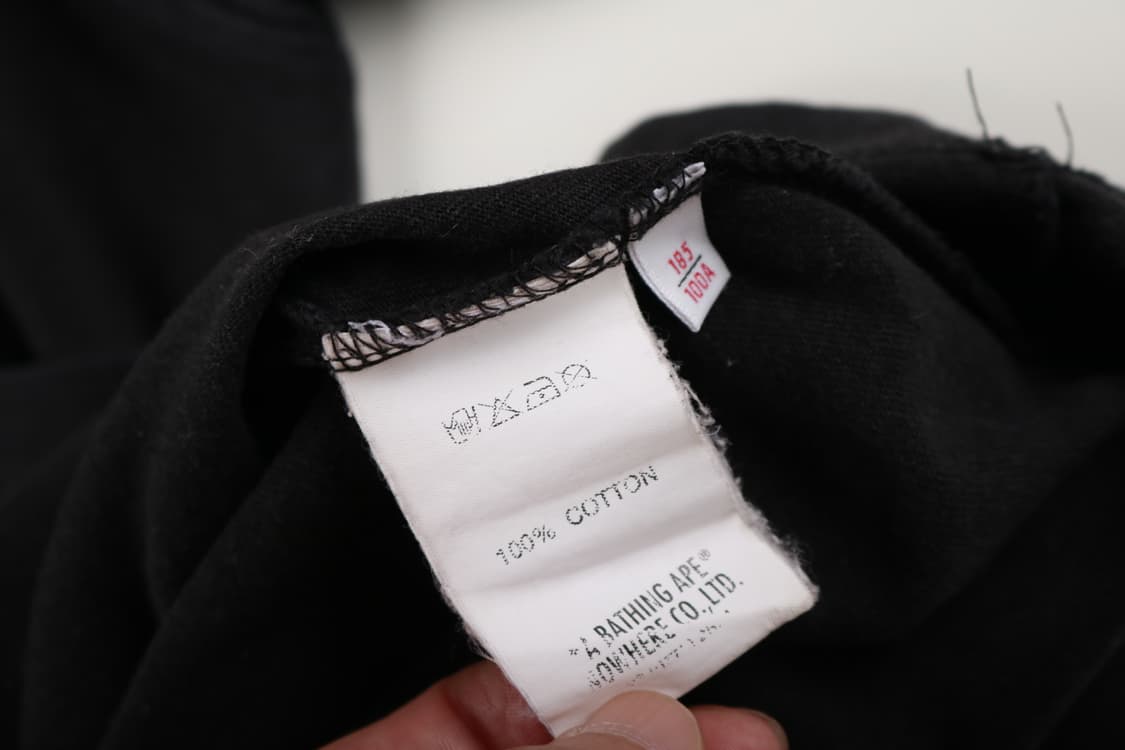 185
100A
100% COTTON
"A BATHING APE"®
NOWHERE CO.,LTD.